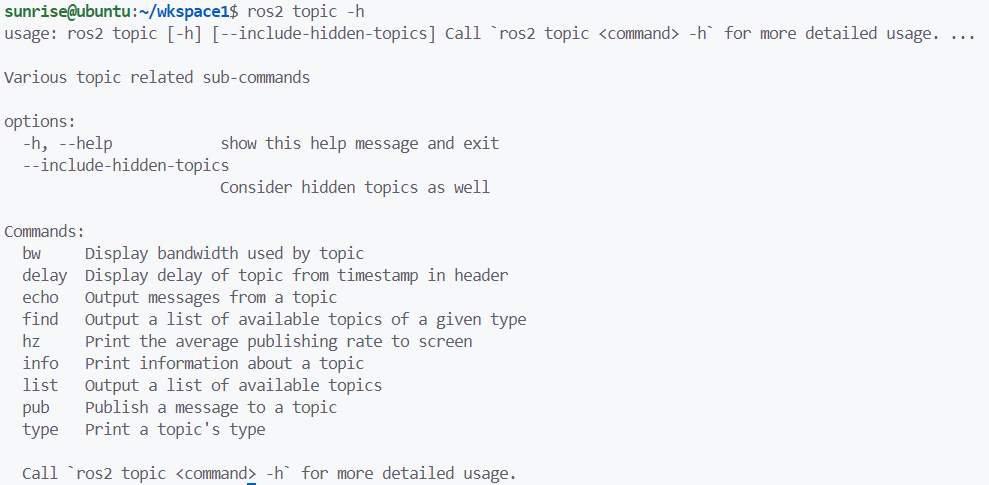 sunrise@ubuntu:~/wkspace1$ ros2 topic -h
usage: ros2 topic [-h] [--include-hidden-topics] Call `ros2 topic <command> -h` for more detailed usage. ...
Various topic related sub-commands
options:
-h, --help show this help message and exit
--include-hidden-topics
Consider hidden topics as well
Commands:
bw Display bandwidth used by topic
delay Display delay of topic from timestamp in header
echo Output messages from a topic
find Output a list of available topics of a given type
hz Print the average publishing rate to screen
info Print information about a topic
list Output a list of available topics
pub Publish a message to a topic
type Print a topic's type
Call `ros2 topic <command> -h` for more detailed usage.